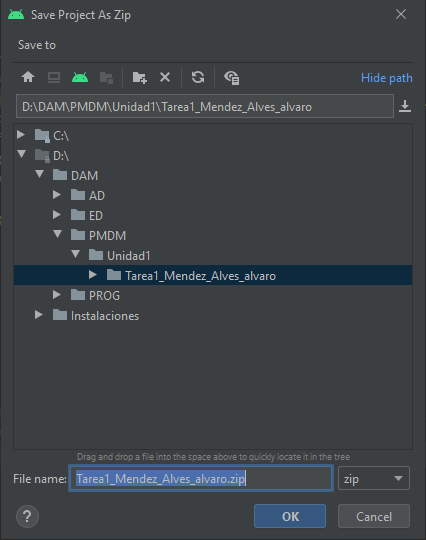 Save Project As Zip
Save to
Hide path
D:\DAM\PMDM\Unidad1\Tarea1_Mendez_Alves_alvaro
C:\
D:\
DAM
AD
ED
PMDM
Unidad1
Tarea1_Mendez_Alves_alvaro
PROG
Instalaciones
Drag and drop a file into the space above to quickly locate it in the tree
File name: Tarea1_Mendez_Alves_alvaro.zip zip
? OK Cancel